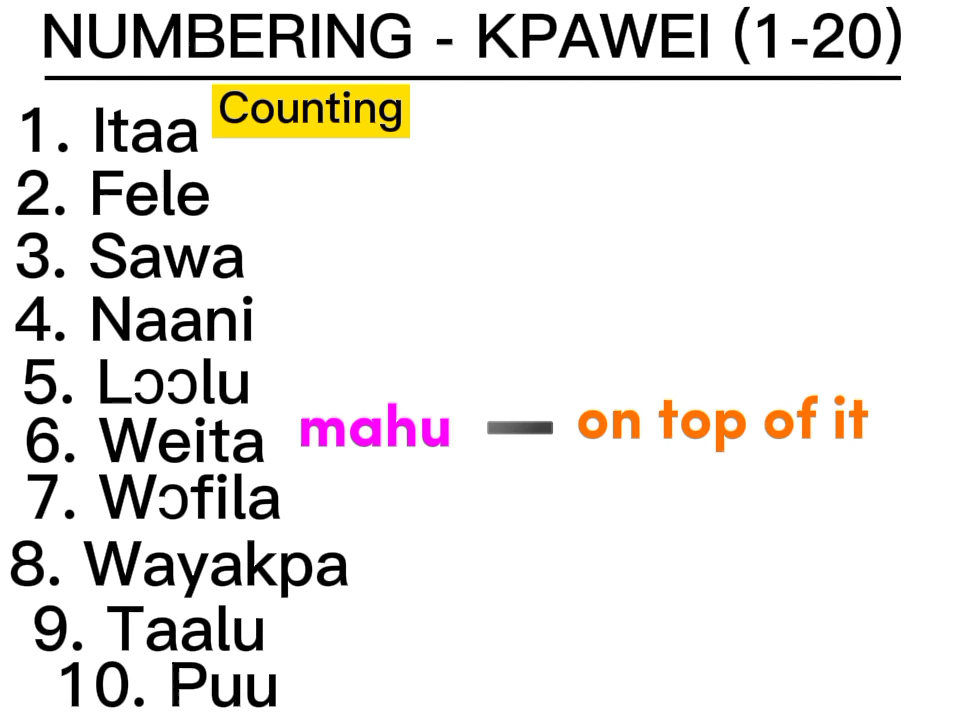 NUMBERING - KPAWEI (1-20)
1. Itaa Counting
2. Fele
3. Sawa
4. Naani
5. Lɔɔlu
6. Weita mahu — on top of it
7. Wɔfila
8. Wayakpa
9. Taalu
10. Puu